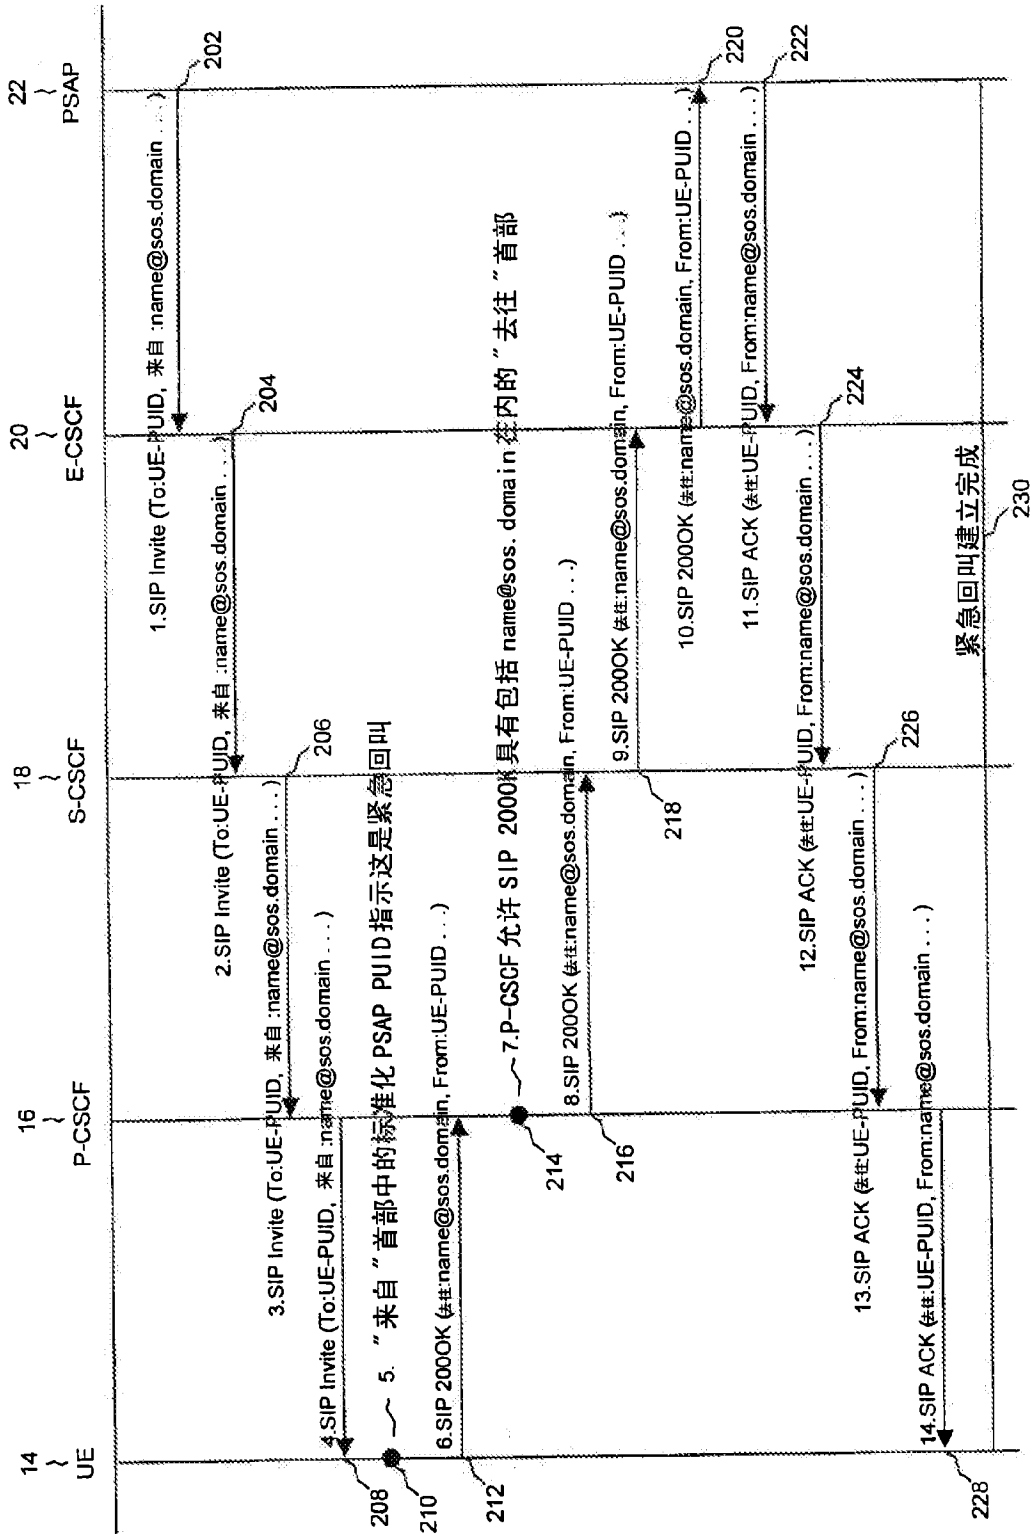 14
UE
16
P-CSCF
18
S-CSCF
20
E-CSCF
22
PSAP
1.SIP Invite (To:UE-PUID, 来自 :name@sos.domain ...)
202
2.SIP Invite (To:UE-PUID, 来自 :name@sos.domain ...)
204
3.SIP Invite (To:UE-PUID, 来自 :name@sos.domain ...)
206
4.SIP Invite (To:UE-PUID, 来自 :name@sos.domain ...)
208
5. ″来自″首部中的标准化 PSAP PUID指示这是紧急回叫
210
6.SIP 200OK (去往:name@sos.domain, From:UE-PUID ...)
212
7.P-CSCF 允许 SIP 200OK 具有包括 name@sos. domain 在内的″去往″首部
214
8.SIP 200OK (去往:name@sos.domain, From:UE-PUID ...)
216
9.SIP 200OK (去往:name@sos.domain, From:UE-PUID ...)
218
10.SIP 200OK (去往:name@sos.domain, From:UE-PUID ...)
220
11.SIP ACK (去往:UE-PUID, From:name@sos.domain ...)
222
12.SIP ACK (去往:UE-PUID, From:name@sos.domain ...)
224
13.SIP ACK (去往:UE-PUID, From:name@sos.domain ...)
226
14.SIP ACK (去往:UE-PUID, From:name@sos.domain ...)
228
紧急回叫建立完成
230